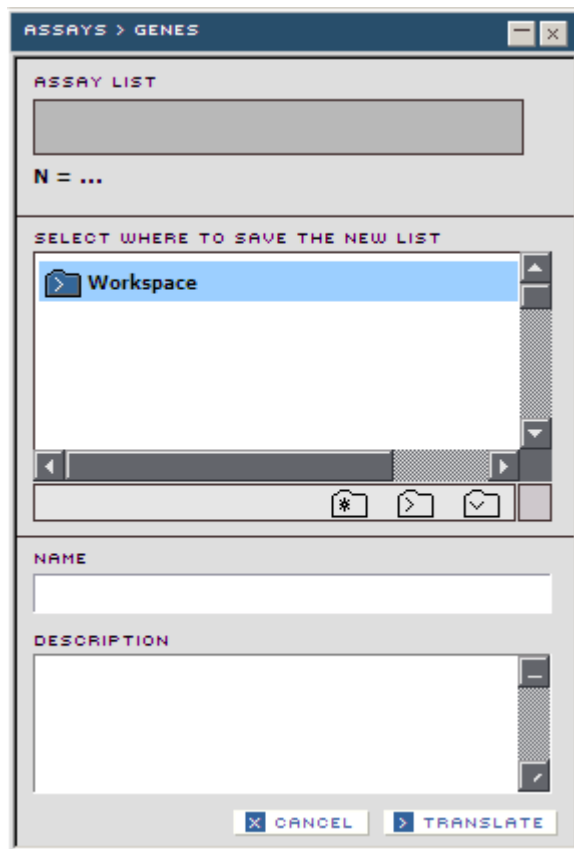 ASSAYS > GENES
ASSAY LIST
N = ...
SELECT WHERE TO SAVE THE NEW LIST
Workspace
NAME
DESCRIPTION
CANCEL
TRANSLATE